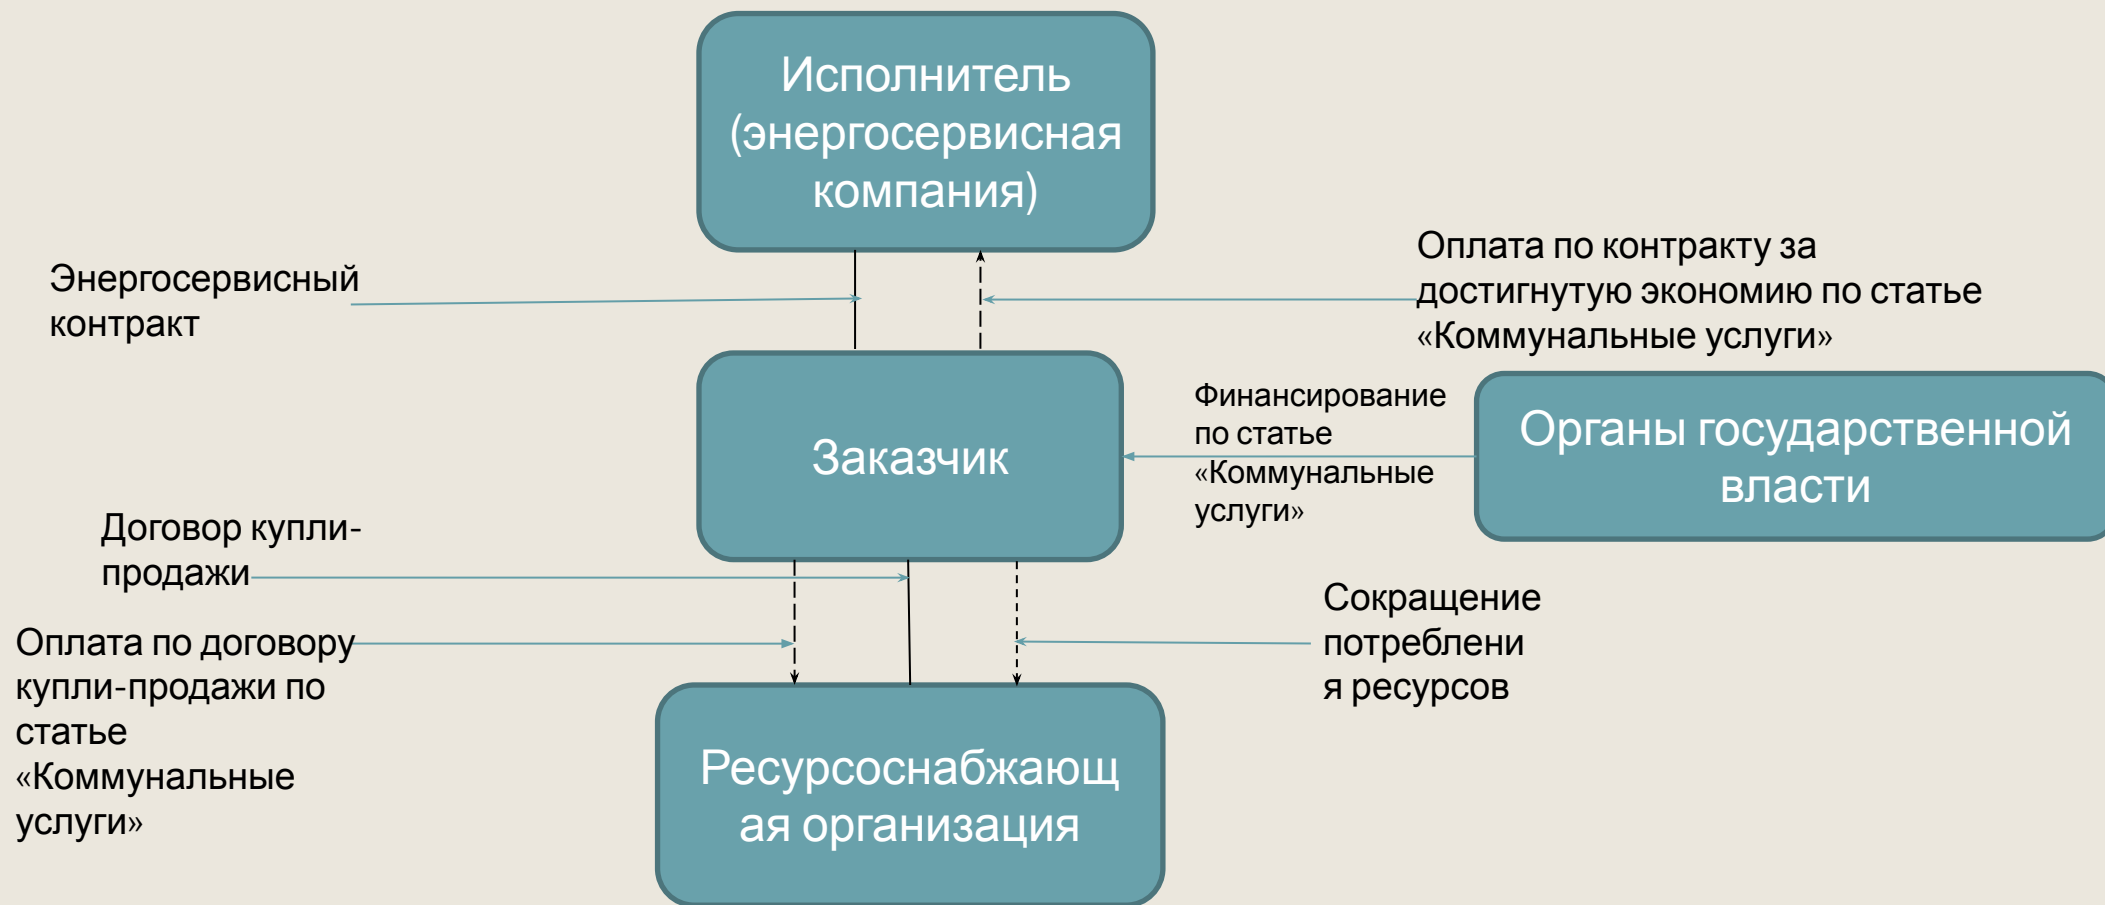 Исполнитель
(энергосервисная
компания)
Энергосервисный
контракт
Оплата по контракту за
достигнутую экономию по статье
«Коммунальные услуги»
Заказчик
Финансирование
по статье
«Коммунальные
услуги»
Органы государственной
власти
Договор купли-
продажи
Оплата по договору
купли-продажи по
статье
«Коммунальные
услуги»
Сокращение
потреблени
я ресурсов
Ресурсоснабжающ
ая организация